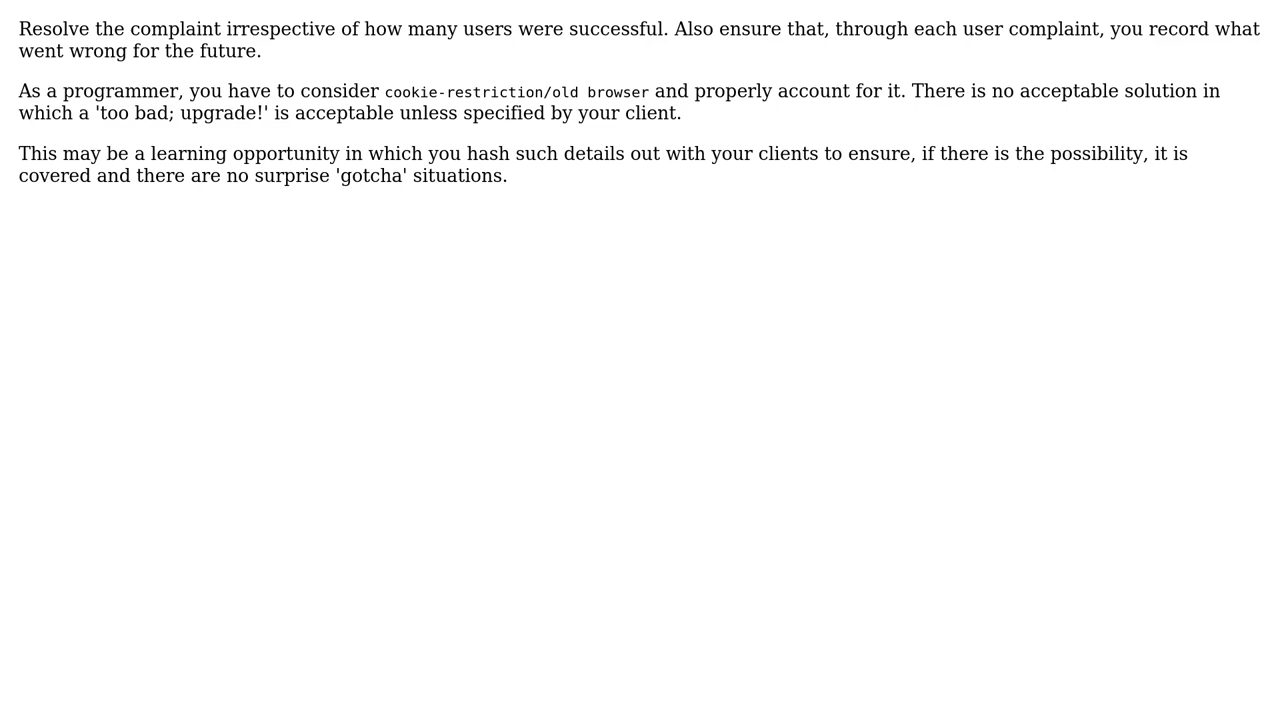 Resolve the complaint irrespective of how many users were successful. Also ensure that, through each user complaint, you record what
went wrong for the future.
As a programmer, you have to consider cookie-restriction/old browser and properly account for it. There is no acceptable solution in
which a 'too bad; upgrade!' is acceptable unless specified by your client.
This may be a learning opportunity in which you hash such details out with your clients to ensure, if there is the possibility, it is
covered and there are no surprise 'gotcha' situations.